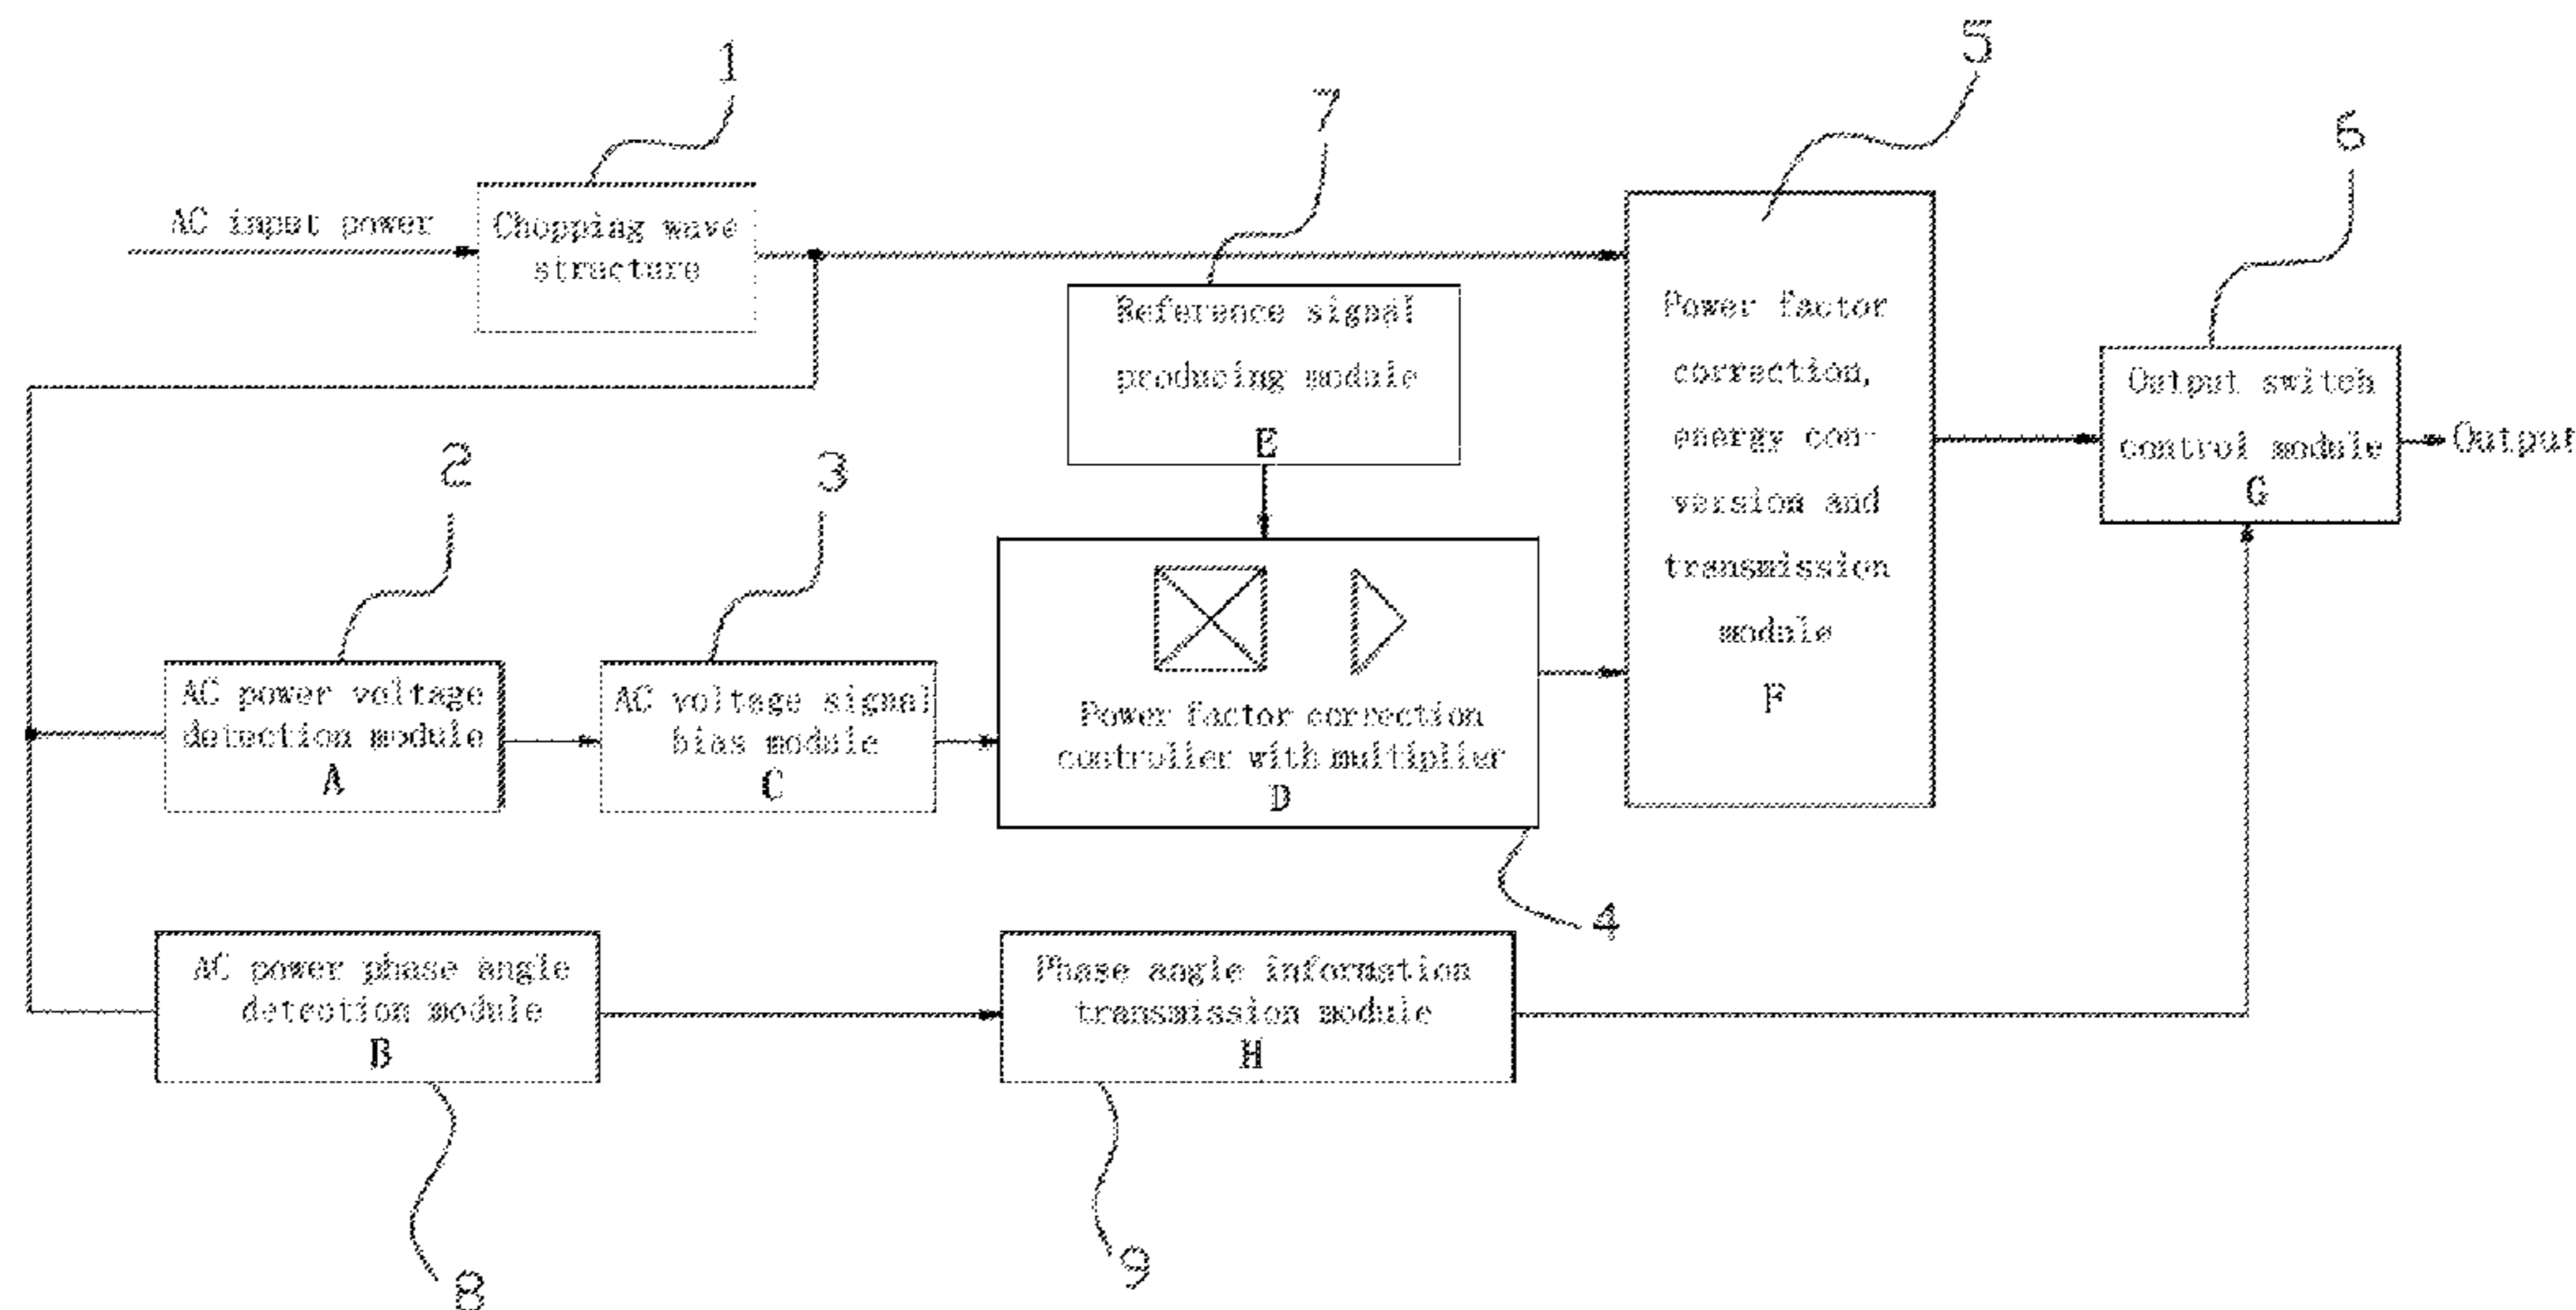 1
5
7
6
AC input power
Chopping wave
structure
Reference signal
producing module
E
Power factor
correction,
energy con-
version and
transmission
module
F
Output switch
control module
G
Output
2
3
AC power voltage
detection module
A
AC voltage signal
bias module
C
Power factor correction
controller with multiplier
D
4
AC power phase angle
detection module
B
Phase angle information
transmission module
H
8
9